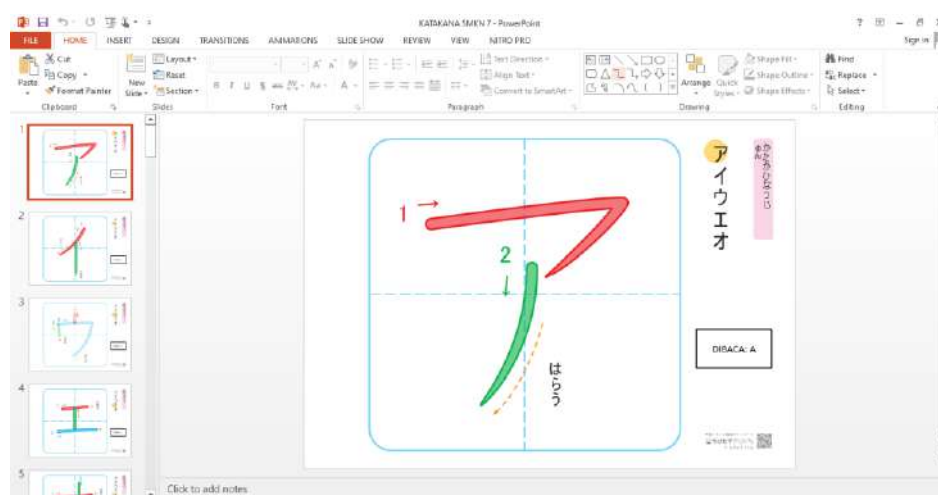 KATAKANA SMKN 7 - PowerPoint
Sign in
FILE HOME INSERT DESIGN TRANSITIONS ANIMATIONS SLIDE SHOW REVIEW VIEW NITRO PRO
Paste
Cut
Copy
Format Painter
Clipboard
New Slide
Layout
Reset
Section
Slides
Font
Text Direction
Align Text
Convert to SmartArt
Paragraph
Arrange
Quick Styles
Shape Fill
Shape Outline
Shape Effects
Drawing
Find
Replace
Select
Editing
1
2
3
4
5
1
2
はらう
アイウエオ
DIBACA: A
Click to add notes